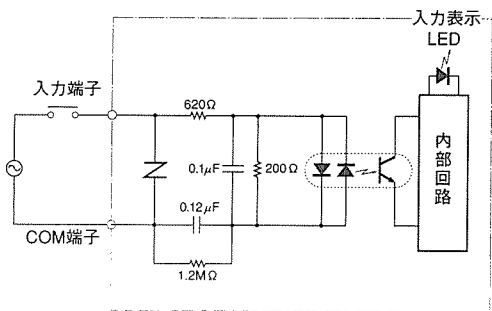 入力表示
LED
入力端子
620Ω
0.1μF
200Ω
内部回路
0.12μF
COM端子
1.2MΩ